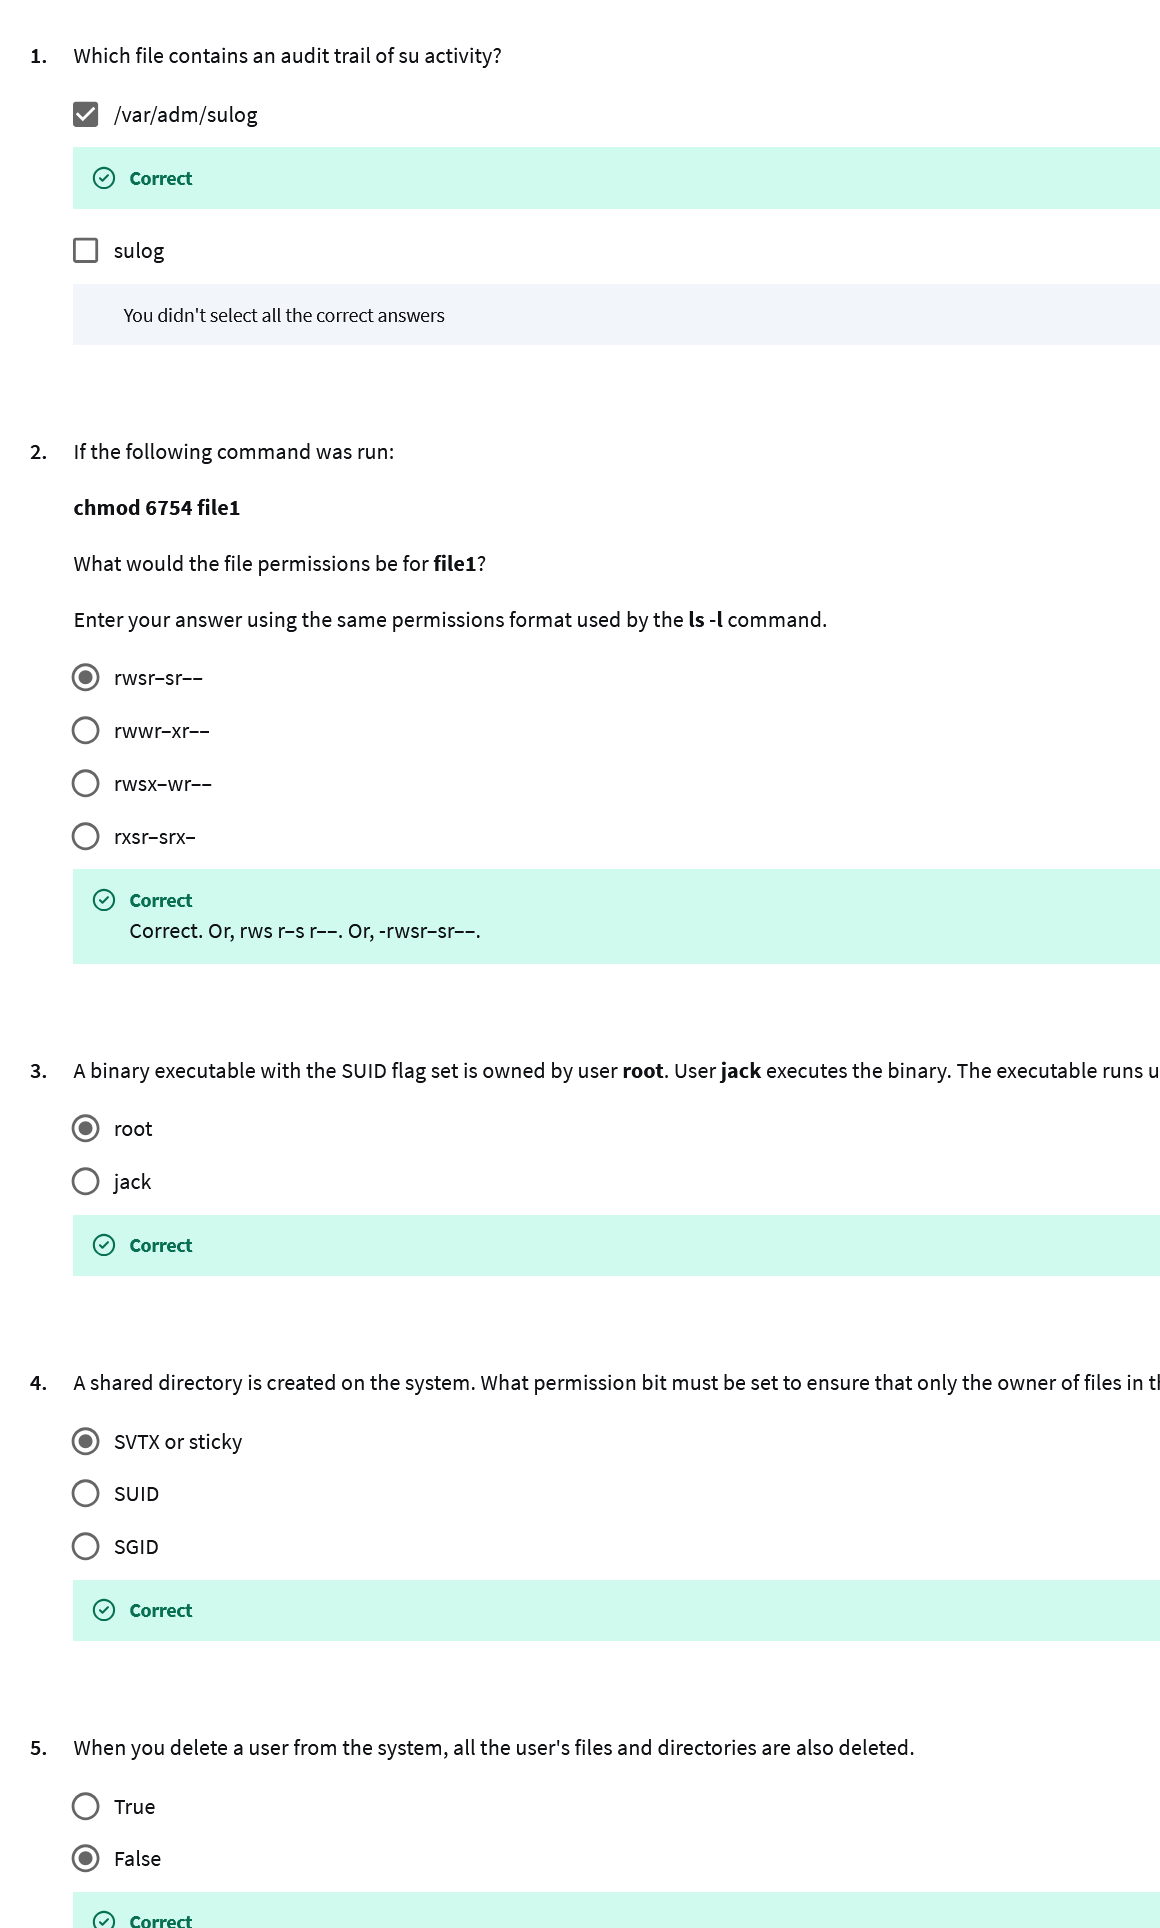 1. Which file contains an audit trail of su activity?
/var/adm/sulog
Correct
sulog
You didn't select all the correct answers
2. If the following command was run:
chmod 6754 file1
What would the file permissions be for file1?
Enter your answer using the same permissions format used by the ls -l command.
rwsr–sr––
rwwr–xr––
rwsx–wr––
rxsr–srx–
Correct
Correct. Or, rws r–s r––. Or, -rwsr–sr––.
3. A binary executable with the SUID flag set is owned by user root. User jack executes the binary. The executable runs u
root
jack
Correct
4. A shared directory is created on the system. What permission bit must be set to ensure that only the owner of files in th
SVTX or sticky
SUID
SGID
Correct
5. When you delete a user from the system, all the user's files and directories are also deleted.
True
False
Correct